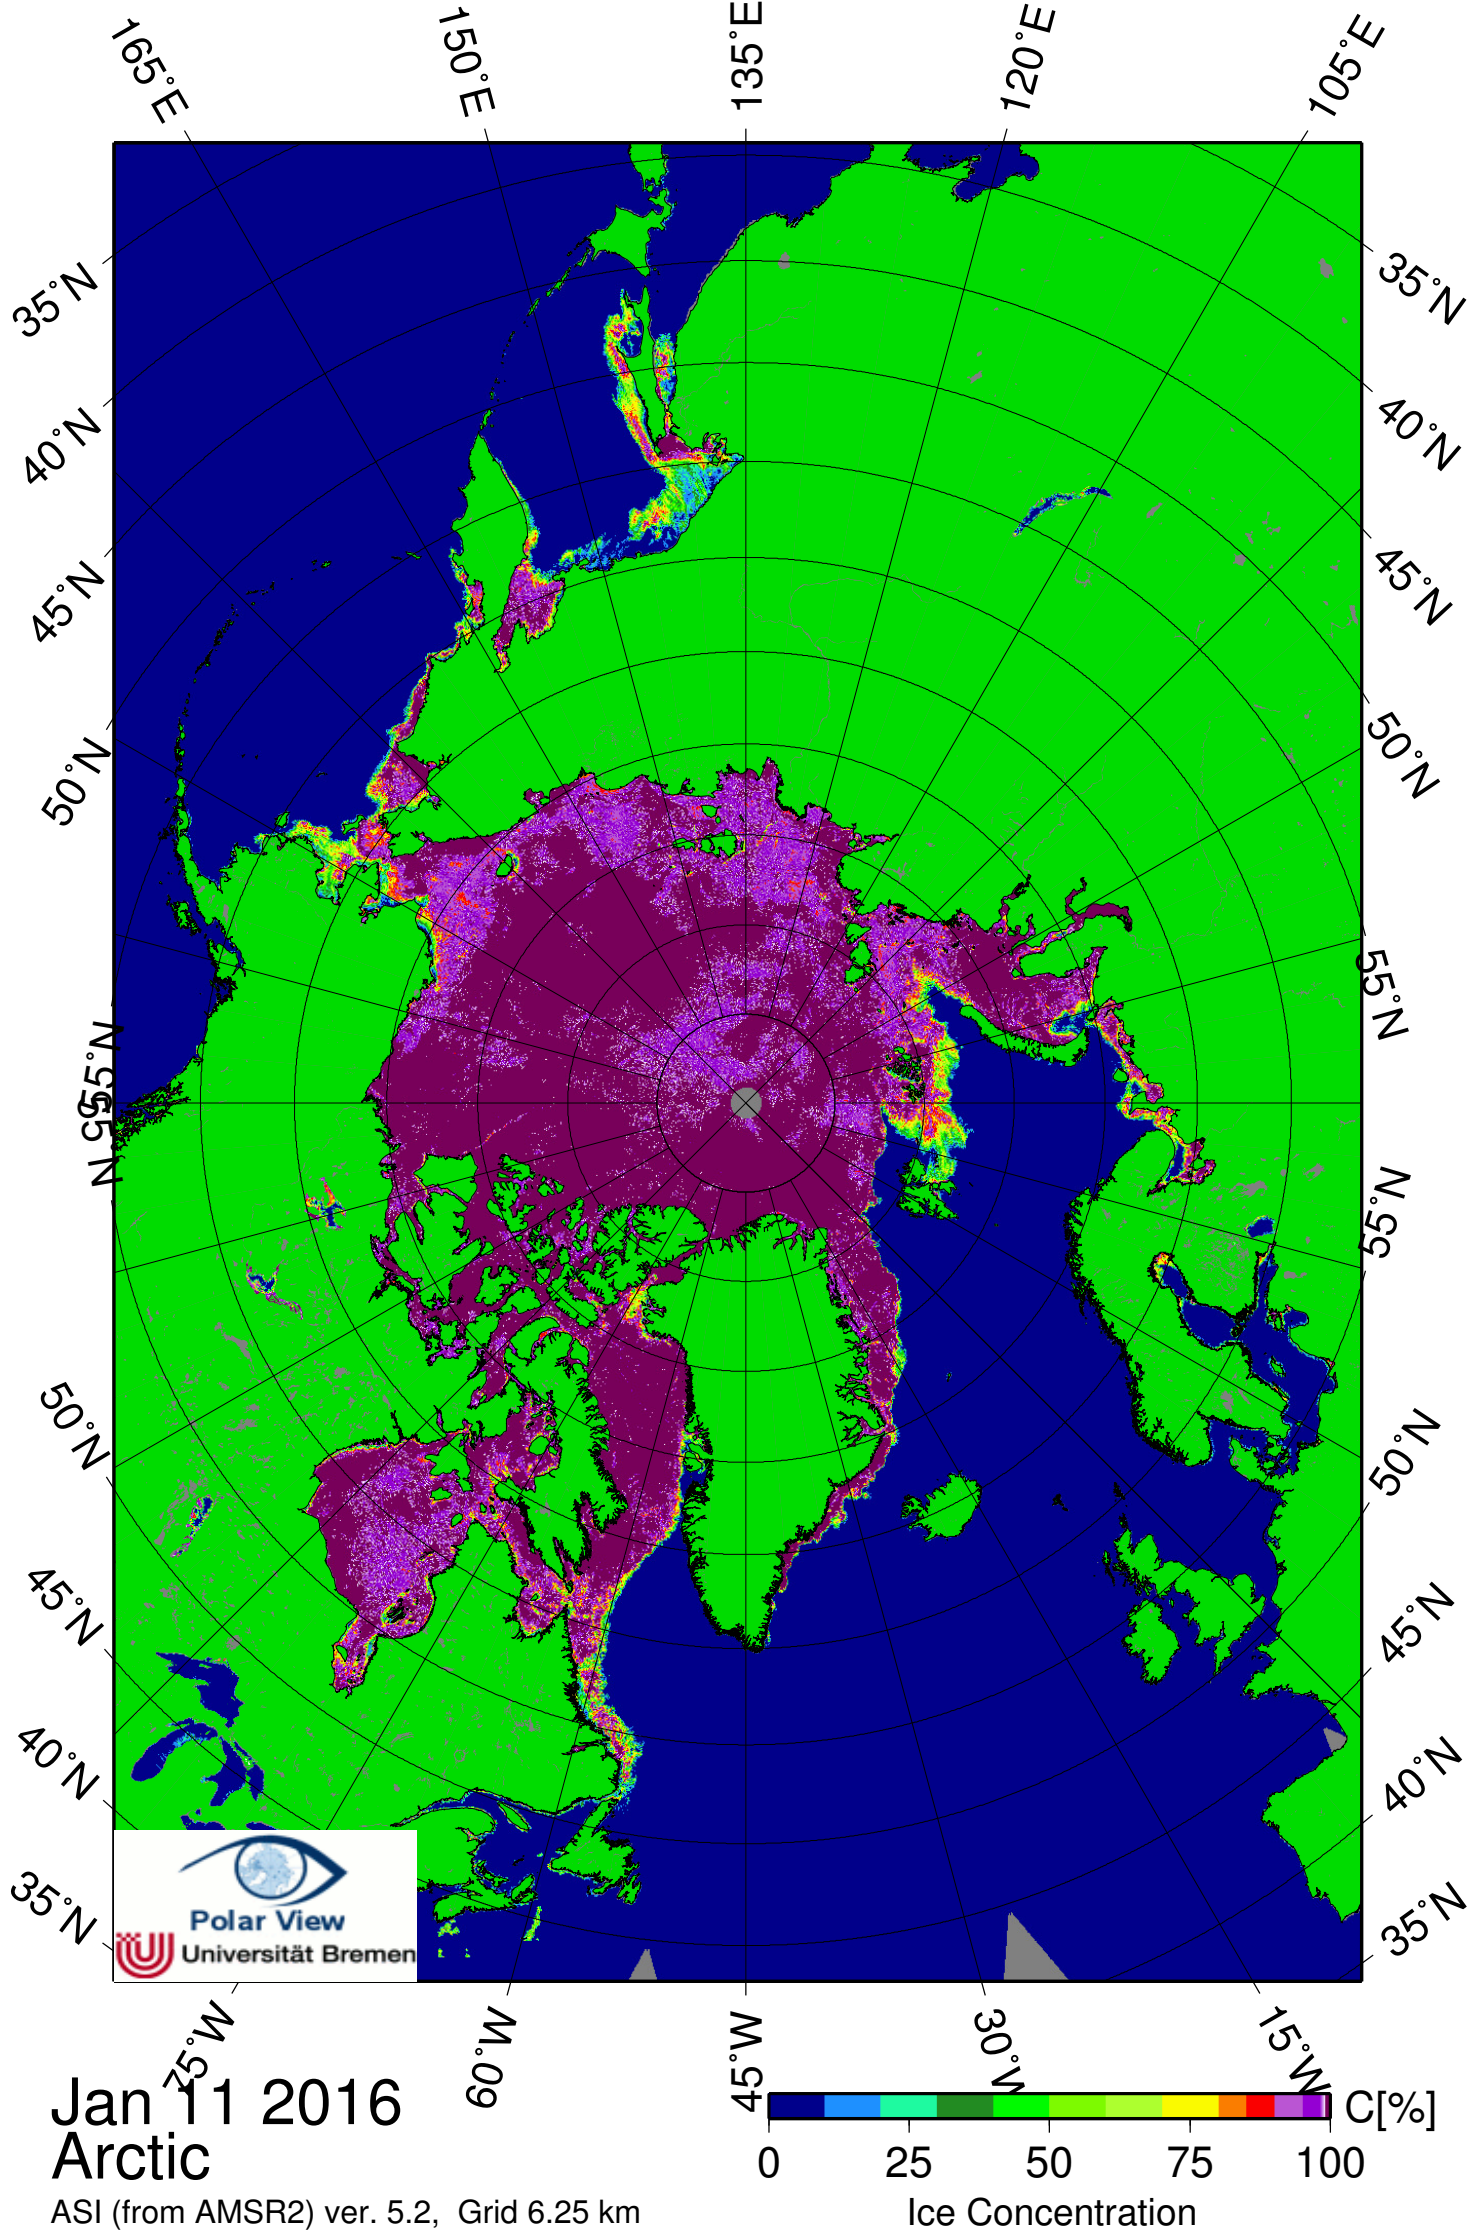 165°E 150°E 135°E 120°E 105°E
35°N 35°N
40°N 40°N
45°N 45°N
50°N 50°N
55°N 55°N
55°N 55°N
50°N 50°N
45°N 45°N
40°N 40°N
35°N 35°N
Polar View
Universität Bremen
75°W 60°W 45°W 30°W 15°W
Jan 11 2016
Arctic
ASI (from AMSR2) ver. 5.2, Grid 6.25 km
C[%]
0 25 50 75 100
Ice Concentration